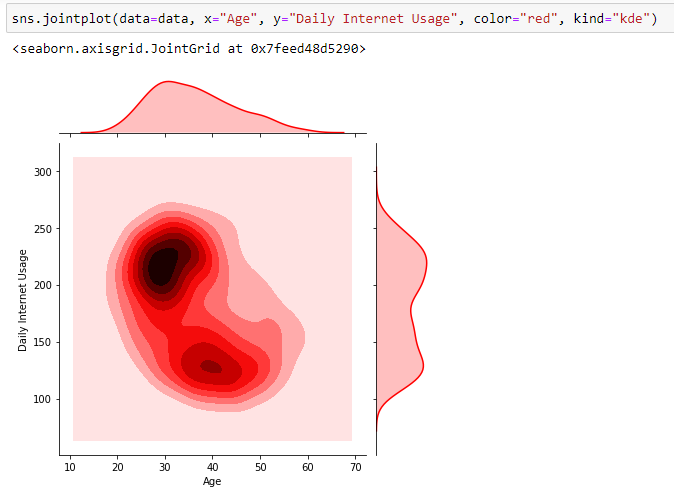 sns.jointplot(data=data, x="Age", y="Daily Internet Usage", color="red", kind="kde")
<seaborn.axisgrid.JointGrid at 0x7feed48d5290>
300
250
200
150
100
Daily Internet Usage
10 20 30 40 50 60 70
Age